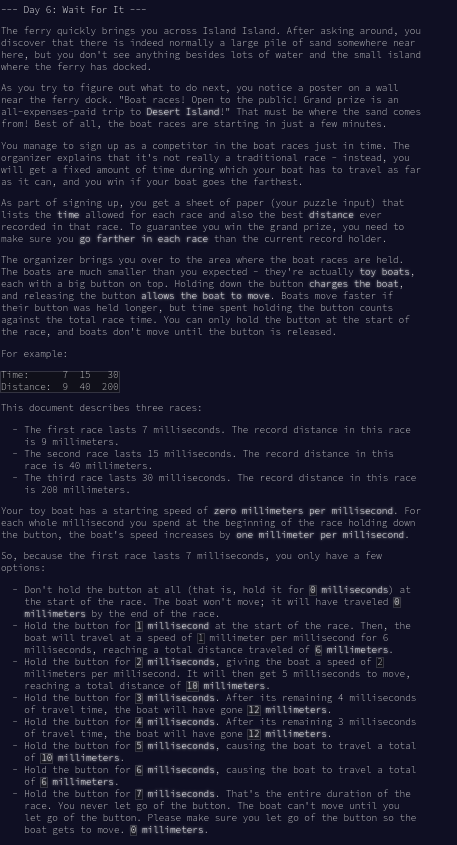 --- Day 6: Wait For It ---
The ferry quickly brings you across Island Island. After asking around, you
discover that there is indeed normally a large pile of sand somewhere near
here, but you don't see anything besides lots of water and the small island
where the ferry has docked.
As you try to figure out what to do next, you notice a poster on a wall
near the ferry dock. "Boat races! Open to the public! Grand prize is an
all-expenses-paid trip to Desert Island!" That must be where the sand comes
from! Best of all, the boat races are starting in just a few minutes.
You manage to sign up as a competitor in the boat races just in time. The
organizer explains that it's not really a traditional race - instead, you
will get a fixed amount of time during which your boat has to travel as far
as it can, and you win if your boat goes the farthest.
As part of signing up, you get a sheet of paper (your puzzle input) that
lists the time allowed for each race and also the best distance ever
recorded in that race. To guarantee you win the grand prize, you need to
make sure you go farther in each race than the current record holder.
The organizer brings you over to the area where the boat races are held.
The boats are much smaller than you expected - they're actually toy boats,
each with a big button on top. Holding down the button charges the boat,
and releasing the button allows the boat to move. Boats move faster if
their button was held longer, but time spent holding the button counts
against the total race time. You can only hold the button at the start of
the race, and boats don't move until the button is released.
For example:
Time:      7  15   30
Distance:  9  40  200
This document describes three races:
- The first race lasts 7 milliseconds. The record distance in this race
is 9 millimeters.
- The second race lasts 15 milliseconds. The record distance in this
race is 40 millimeters.
- The third race lasts 30 milliseconds. The record distance in this race
is 200 millimeters.
Your toy boat has a starting speed of zero millimeters per millisecond. For
each whole millisecond you spend at the beginning of the race holding down
the button, the boat's speed increases by one millimeter per millisecond.
So, because the first race lasts 7 milliseconds, you only have a few
options:
- Don't hold the button at all (that is, hold it for 0 milliseconds) at
the start of the race. The boat won't move; it will have traveled 0
millimeters by the end of the race.
- Hold the button for 1 millisecond at the start of the race. Then, the
boat will travel at a speed of 1 millimeter per millisecond for 6
milliseconds, reaching a total distance traveled of 6 millimeters.
- Hold the button for 2 milliseconds, giving the boat a speed of 2
millimeters per millisecond. It will then get 5 milliseconds to move,
reaching a total distance of 10 millimeters.
- Hold the button for 3 milliseconds. After its remaining 4 milliseconds
of travel time, the boat will have gone 12 millimeters.
- Hold the button for 4 milliseconds. After its remaining 3 milliseconds
of travel time, the boat will have gone 12 millimeters.
- Hold the button for 5 milliseconds, causing the boat to travel a total
of 10 millimeters.
- Hold the button for 6 milliseconds, causing the boat to travel a total
of 6 millimeters.
- Hold the button for 7 milliseconds. That's the entire duration of the
race. You never let go of the button. The boat can't move until you
let go of the button. Please make sure you let go of the button so the
boat gets to move. 0 millimeters.